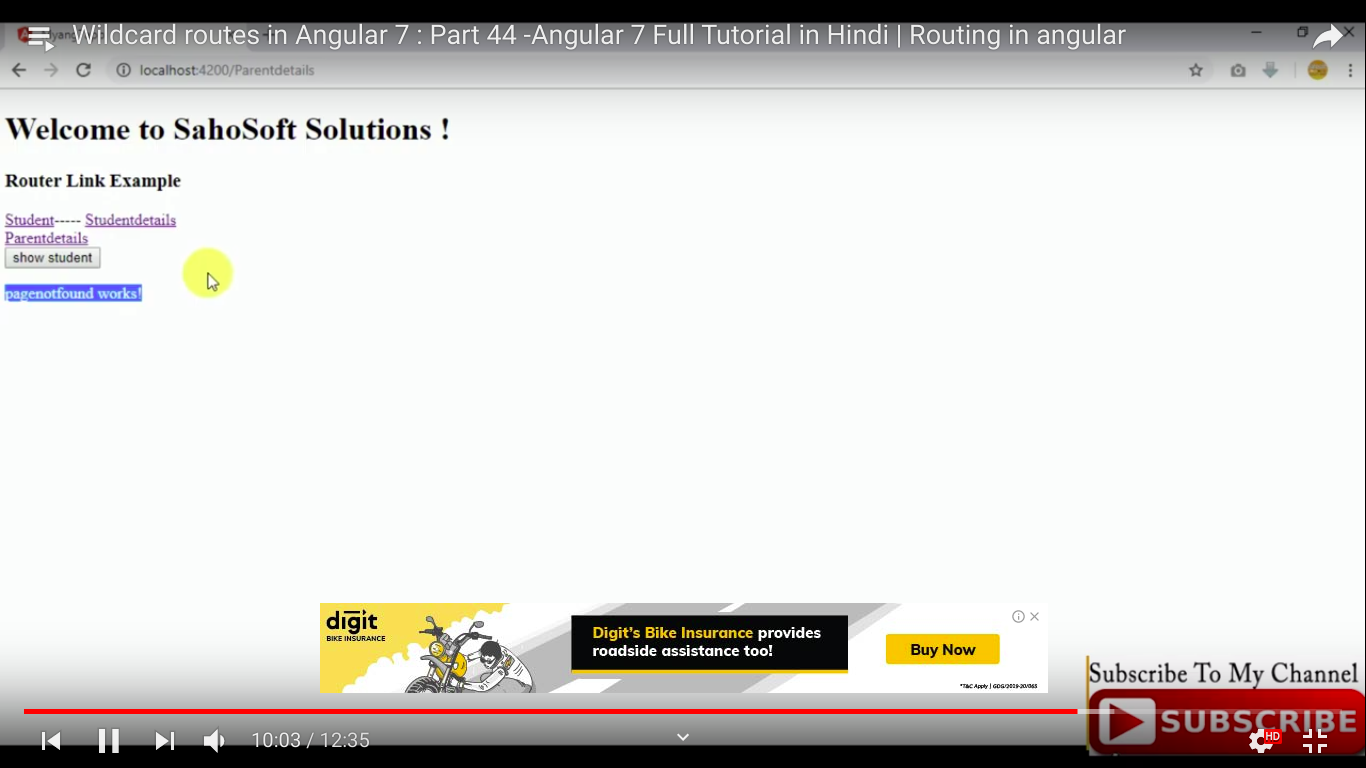 Wildcard routes in Angular 7 : Part 44 -Angular 7 Full Tutorial in Hindi | Routing in angular
localhost:4200/Parentdetails
Welcome to SahoSoft Solutions !
Router Link Example
Student----- Studentdetails
Parentdetails
show student
pagenotfound works!
digit
BIKE INSURANCE
Digit's Bike Insurance provides
roadside assistance too!
Buy Now
*T&C Apply | GDG/2019-20/065
Subscribe To My Channel
SUBSCRIBE
10:03 / 12:35
HD